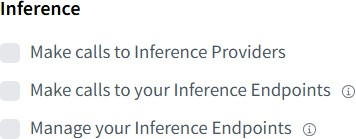 Inference
Make calls to Inference Providers
Make calls to your Inference Endpoints
Manage your Inference Endpoints